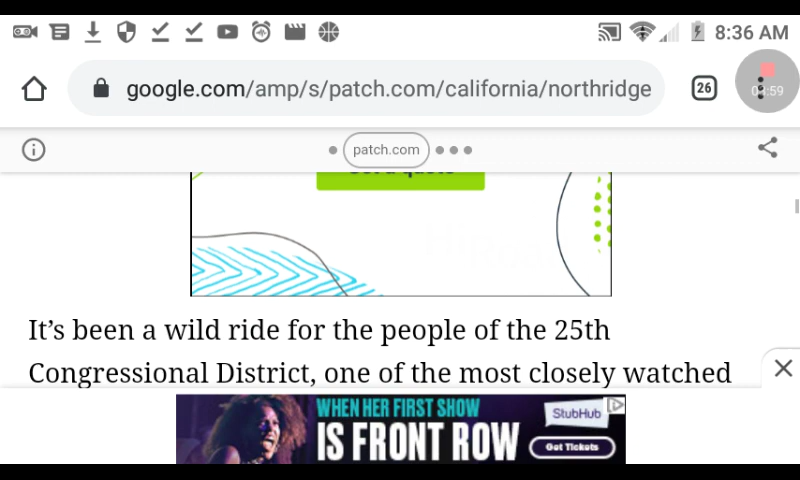 8:36 AM
google.com/amp/s/patch.com/california/northridge
26
patch.com
It’s been a wild ride for the people of the 25th
Congressional District, one of the most closely watched
WHEN HER FIRST SHOW
IS FRONT ROW
StubHub
Get Tickets